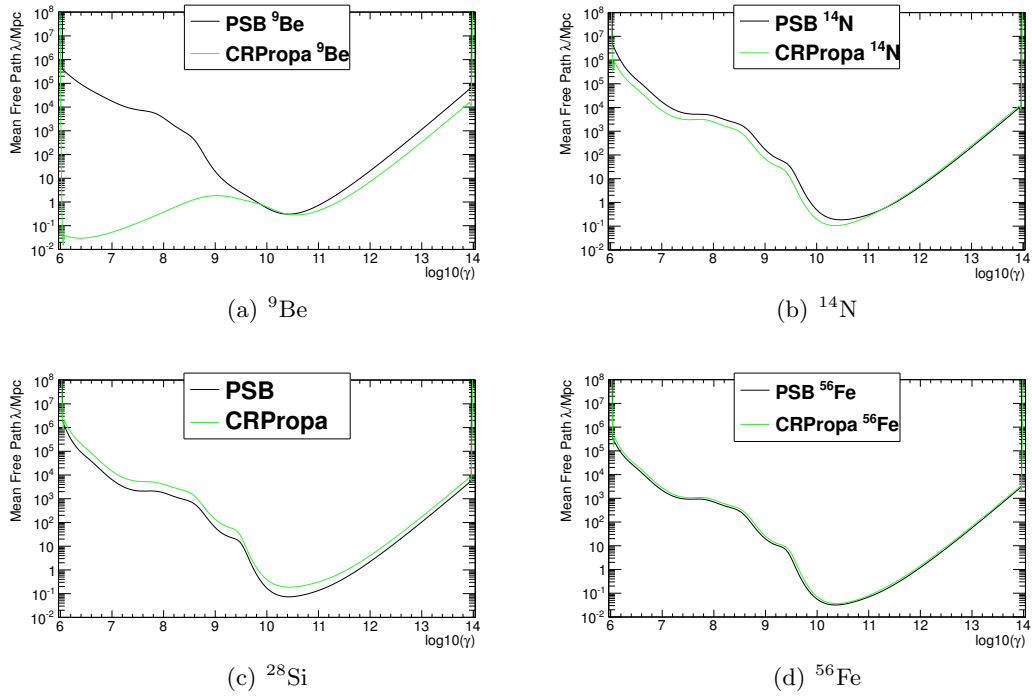 PSB ⁹Be
CRPropa ⁹Be
Mean Free Path λ/Mpc
10⁸
10⁷
10⁶
10⁵
10⁴
10³
10²
10
1
10⁻¹
10⁻²
6 7 8 9 10 11 12 13 14
log10(γ)
(a) ⁹Be
PSB ¹⁴N
CRPropa ¹⁴N
Mean Free Path λ/Mpc
10⁸
10⁷
10⁶
10⁵
10⁴
10³
10²
10
1
10⁻¹
10⁻²
6 7 8 9 10 11 12 13 14
log10(γ)
(b) ¹⁴N
PSB
CRPropa
Mean Free Path λ/Mpc
10⁸
10⁷
10⁶
10⁵
10⁴
10³
10²
10
1
10⁻¹
10⁻²
6 7 8 9 10 11 12 13 14
log10(γ)
(c) ²⁸Si
PSB ⁵⁶Fe
CRPropa ⁵⁶Fe
Mean Free Path λ/Mpc
10⁸
10⁷
10⁶
10⁵
10⁴
10³
10²
10
1
10⁻¹
10⁻²
6 7 8 9 10 11 12 13 14
log10(γ)
(d) ⁵⁶Fe